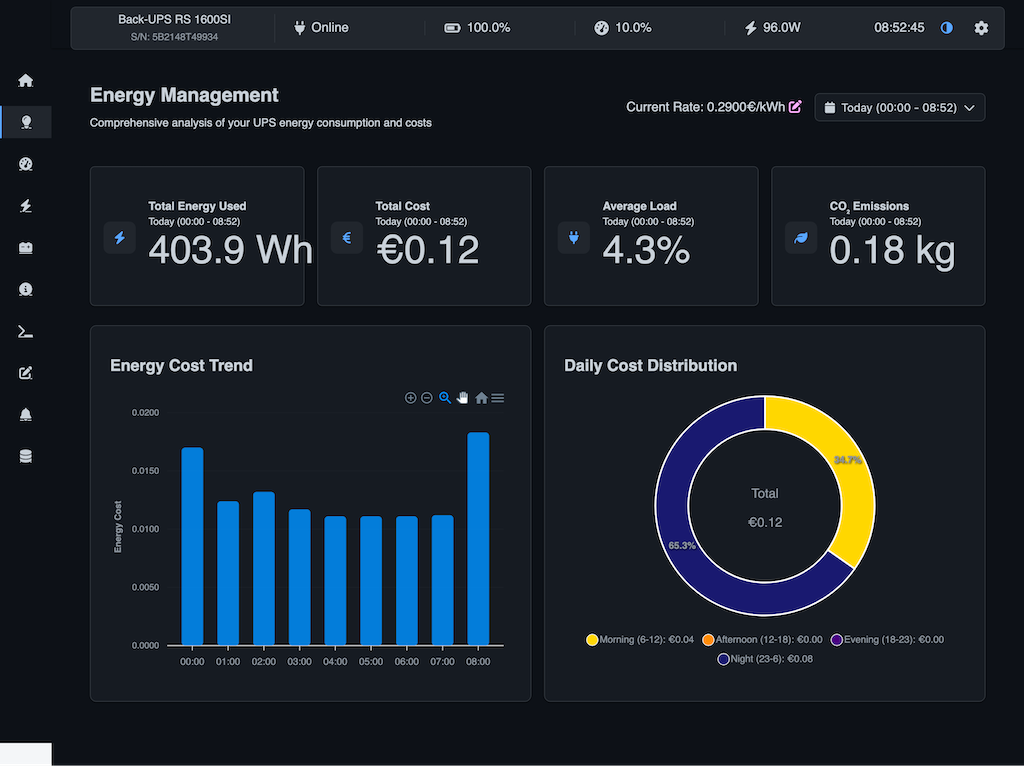 Back-UPS RS 1600SI
S/N: 5B2148T49934
Online
100.0%
10.0%
96.0W
08:52:45
Energy Management
Comprehensive analysis of your UPS energy consumption and costs
Current Rate: 0.2900€/kWh
Today (00:00 - 08:52)
Total Energy Used
Today (00:00 - 08:52)
403.9 Wh
Total Cost
Today (00:00 - 08:52)
€0.12
Average Load
Today (00:00 - 08:52)
4.3%
CO2 Emissions
Today (00:00 - 08:52)
0.18 kg
Energy Cost Trend
0.0200
0.0150
0.0100
0.0050
0.0000
Energy Cost
00:00 01:00 02:00 03:00 04:00 05:00 06:00 07:00 08:00
Daily Cost Distribution
34.7%
Total
€0.12
65.3%
Morning (6-12): €0.04 Afternoon (12-18): €0.00 Evening (18-23): €0.00
Night (23-6): €0.08